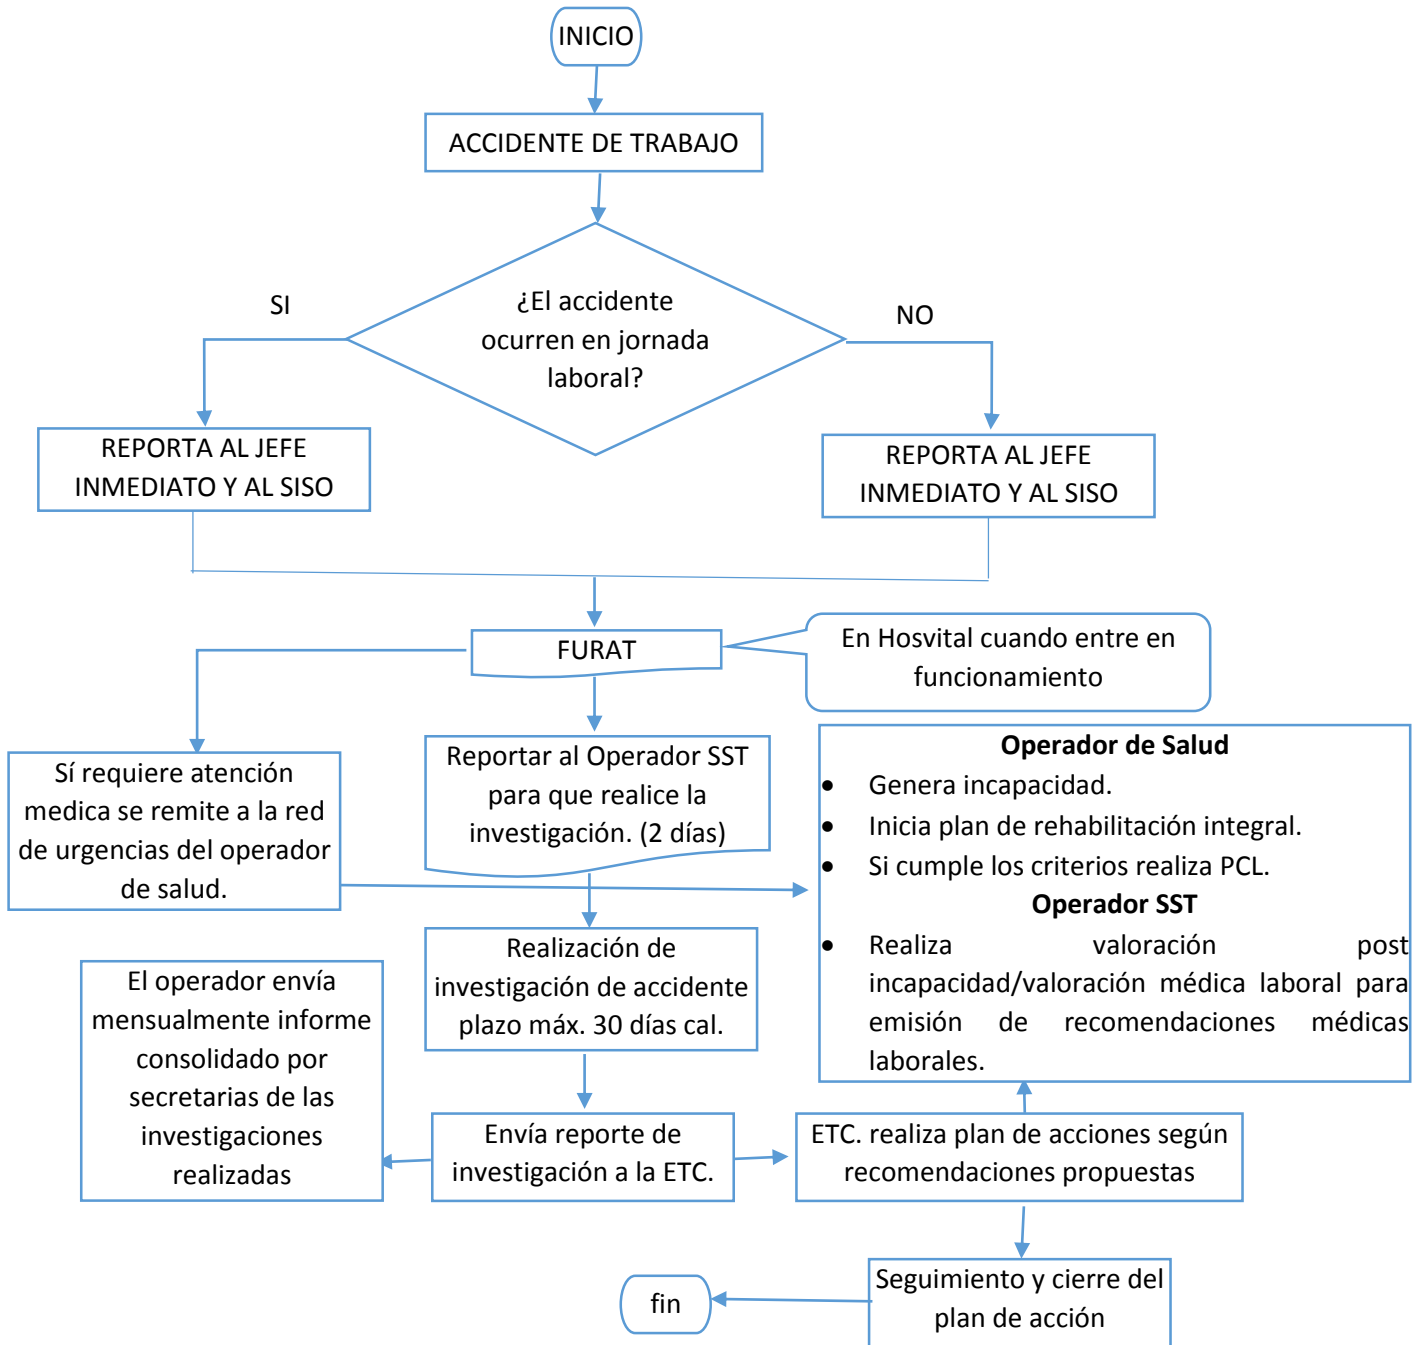 INICIO
ACCIDENTE DE TRABAJO
¿El accidente
ocurren en jornada
laboral?
SI
NO
REPORTA AL JEFE
INMEDIATO Y AL SISO
REPORTA AL JEFE
INMEDIATO Y AL SISO
FURAT
En Hosvital cuando entre en
funcionamiento
Sí requiere atención
medica se remite a la red
de urgencias del operador
de salud.
Reportar al Operador SST
para que realice la
investigación. (2 días)
Operador de Salud
• Genera incapacidad.
• Inicia plan de rehabilitación integral.
• Si cumple los criterios realiza PCL.
Operador SST
• Realiza valoración post
incapacidad/valoración médica laboral para
emisión de recomendaciones médicas
laborales.
Realización de
investigación de accidente
plazo máx. 30 días cal.
El operador envía
mensualmente informe
consolidado por
secretarias de las
investigaciones
realizadas
Envía reporte de
investigación a la ETC.
ETC. realiza plan de acciones según
recomendaciones propuestas
Seguimiento y cierre del
plan de acción
fin